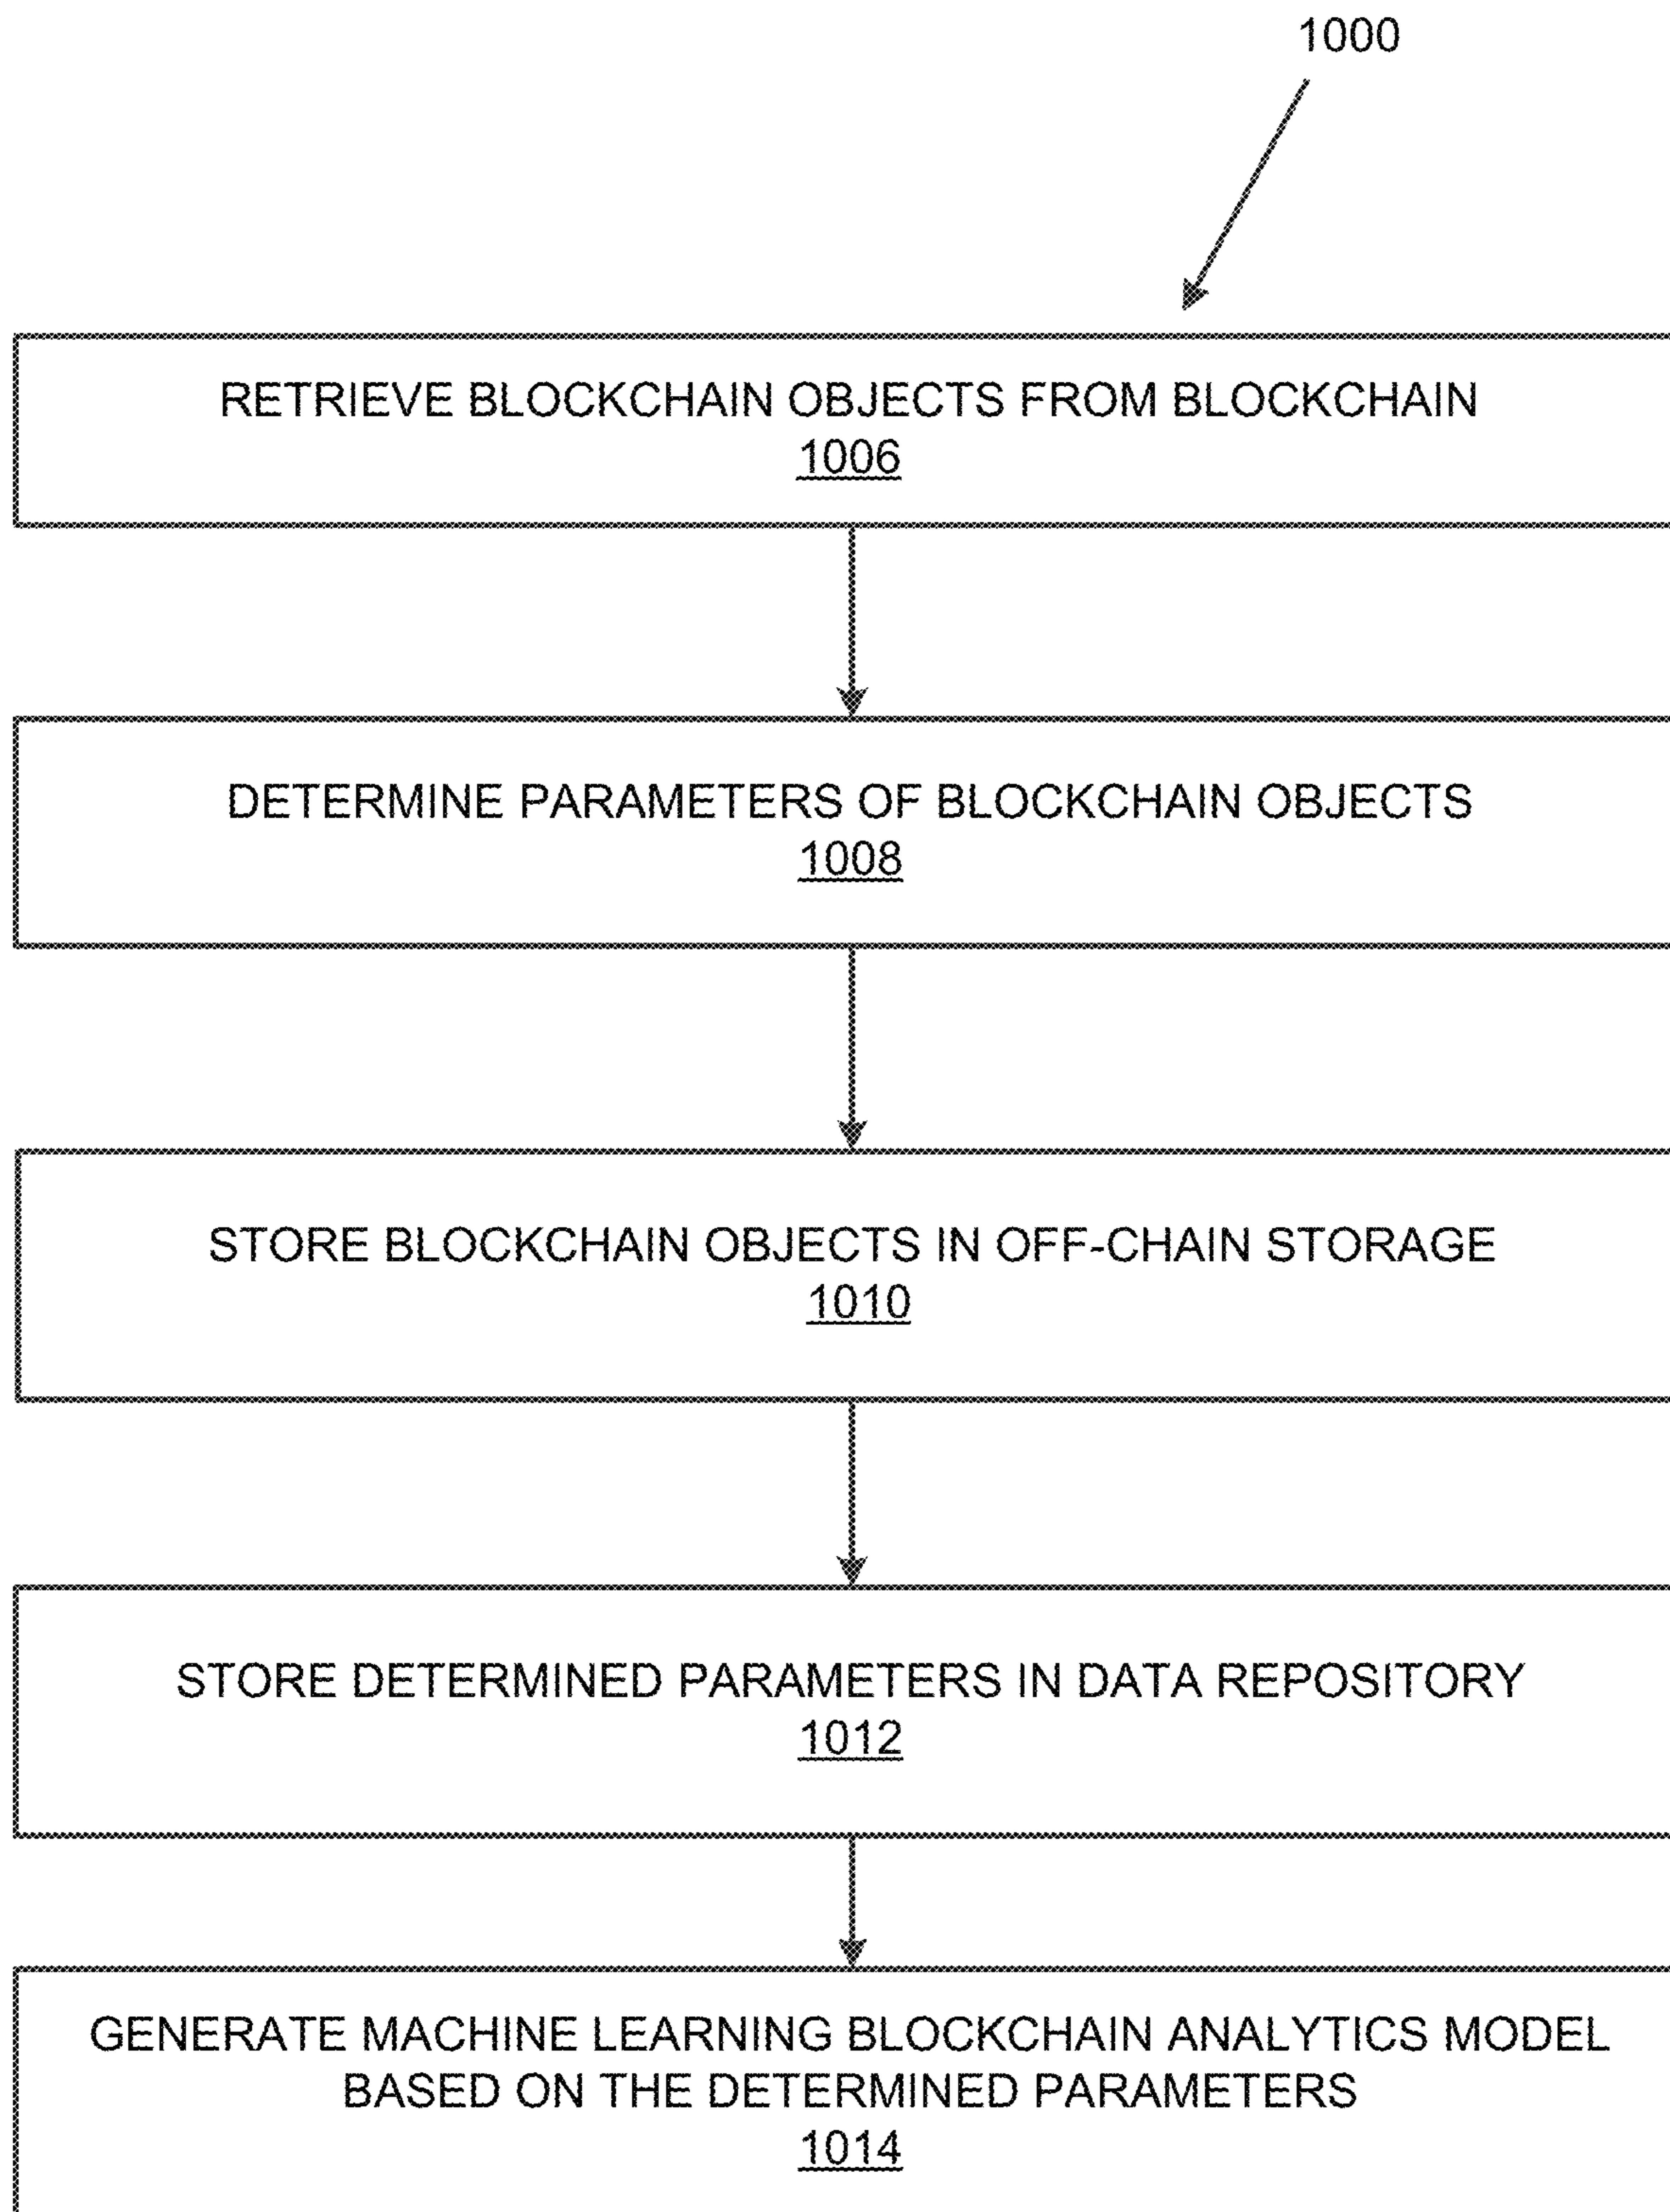 1000
RETRIEVE BLOCKCHAIN OBJECTS FROM BLOCKCHAIN
1006
DETERMINE PARAMETERS OF BLOCKCHAIN OBJECTS
1008
STORE BLOCKCHAIN OBJECTS IN OFF-CHAIN STORAGE
1010
STORE DETERMINED PARAMETERS IN DATA REPOSITORY
1012
GENERATE MACHINE LEARNING BLOCKCHAIN ANALYTICS MODEL
BASED ON THE DETERMINED PARAMETERS
1014